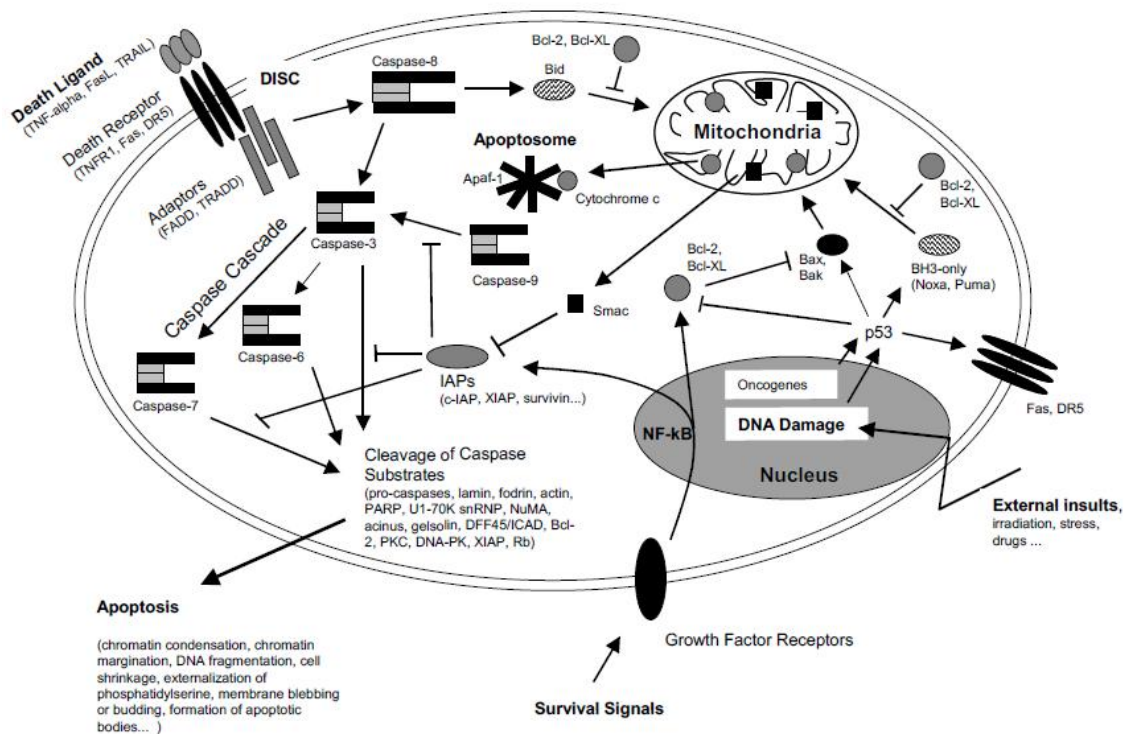 Death Ligand
(TNF-alpha, FasL, TRAIL)
Death Receptor
(TNFR1, Fas, DR5)
Adaptors
(FADD, TRADD)
DISC
Caspase-8
Bid
Bcl-2, Bcl-XL
Mitochondria
Apoptosome
Apaf-1
Cytochrome c
Caspase-3
Caspase-9
Caspase Cascade
Caspase-6
Caspase-7
Smac
Bcl-2,
Bcl-XL
Bax,
Bak
Bcl-2,
Bcl-XL
BH3-only
(Noxa, Puma)
p53
Fas, DR5
IAPs
(c-IAP, XIAP, survivin...)
Oncogenes
DNA Damage
NF-kB
Nucleus
External insults,
irradiation, stress,
drugs ...
Cleavage of Caspase
Substrates
(pro-caspases, lamin, fodrin, actin,
PARP, U1-70K snRNP, NuMA,
acinus, gelsolin, DFF45/ICAD, Bcl-
2, PKC, DNA-PK, XIAP, Rb)
Apoptosis
(chromatin condensation, chromatin
margination, DNA fragmentation, cell
shrinkage, externalization of
phosphatidylserine, membrane blebbing
or budding, formation of apoptotic
bodies... )
Growth Factor Receptors
Survival Signals